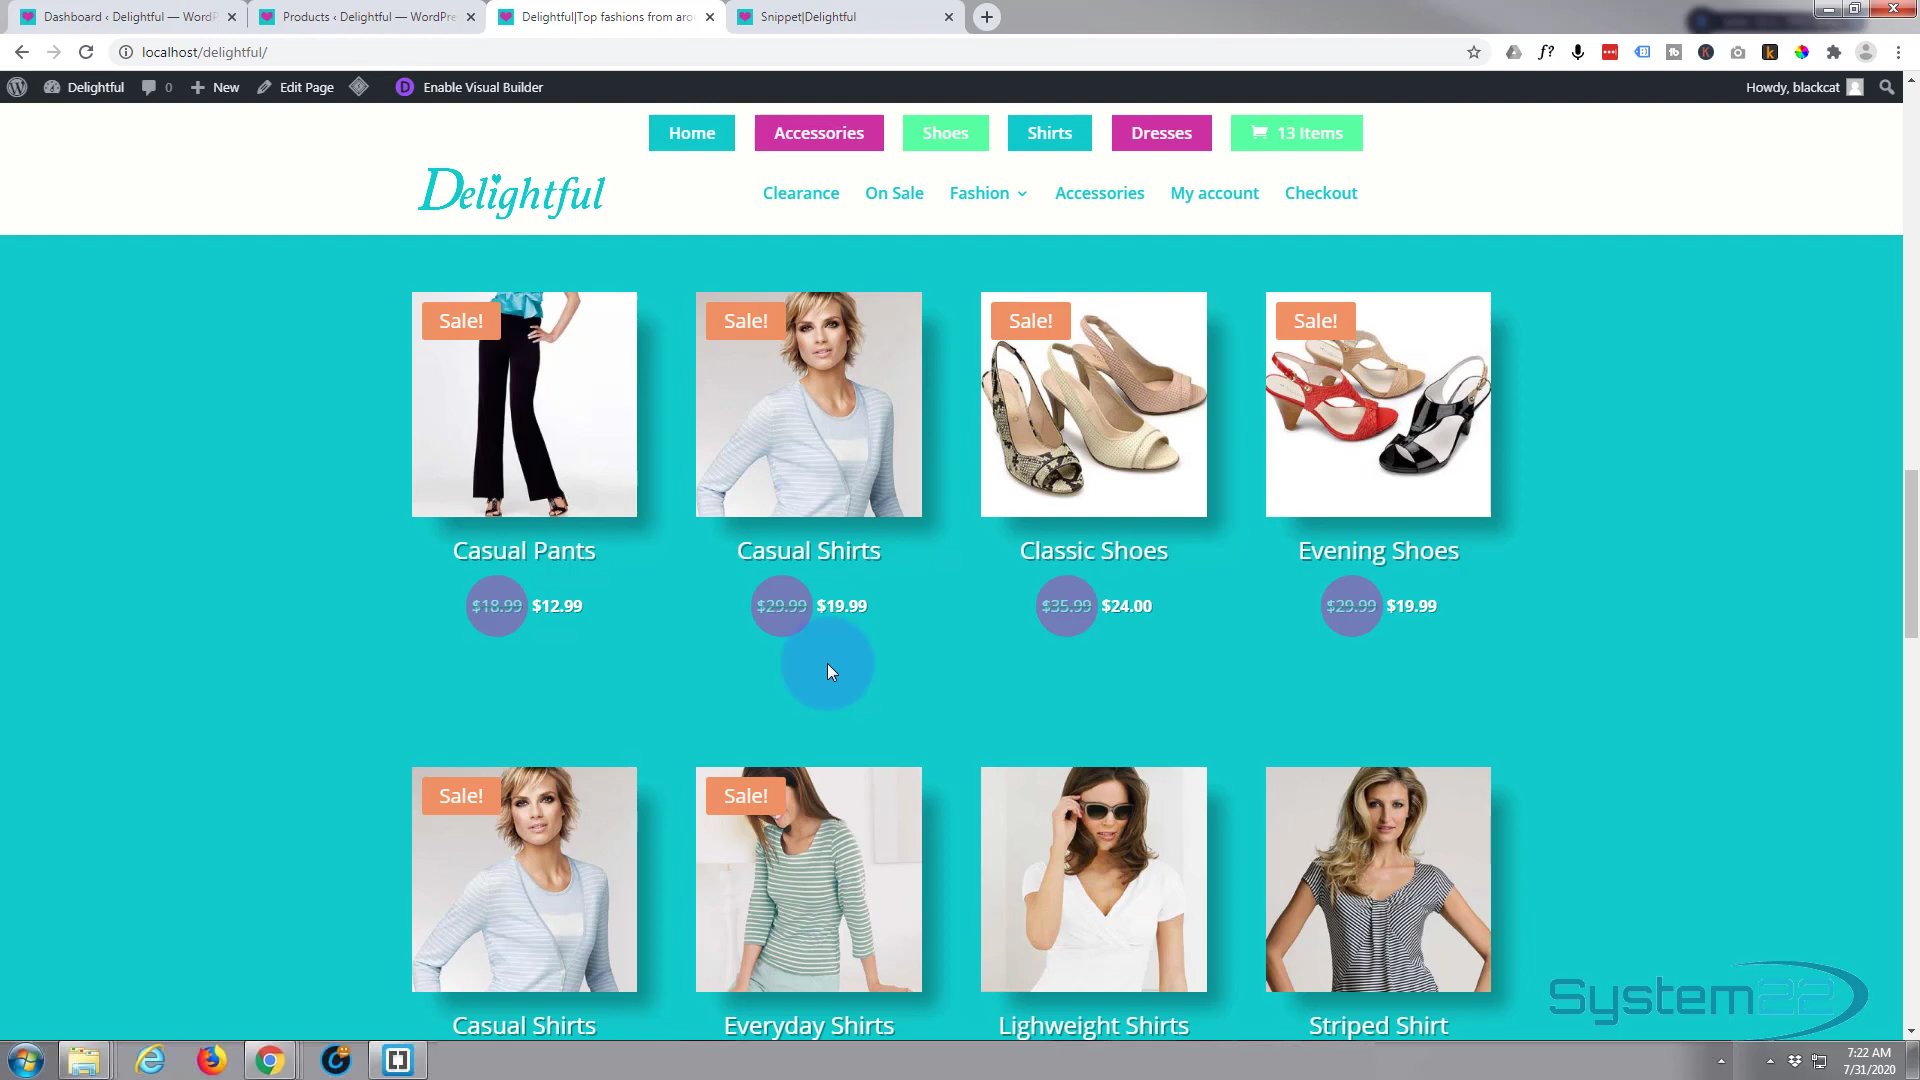 Dashboard ‹ Delightful — WordP
Products ‹ Delightful — WordPre
Delightful|Top fashions from aro
Snippet|Delightful
localhost/delightful/
Delightful
0
New
Edit Page
Enable Visual Builder
Howdy, blackcat
Home
Accessories
Shoes
Shirts
Dresses
13 Items
Delightful
Clearance
On Sale
Fashion
Accessories
My account
Checkout
Sale!
Sale!
Sale!
Sale!
Casual Pants
Casual Shirts
Classic Shoes
Evening Shoes
$18.99 $12.99
$29.99 $19.99
$35.99 $24.00
$29.99 $19.99
Sale!
Sale!
Casual Shirts
Everyday Shirts
Lighweight Shirts
Striped Shirt
System22
7:22 AM
7/31/2020